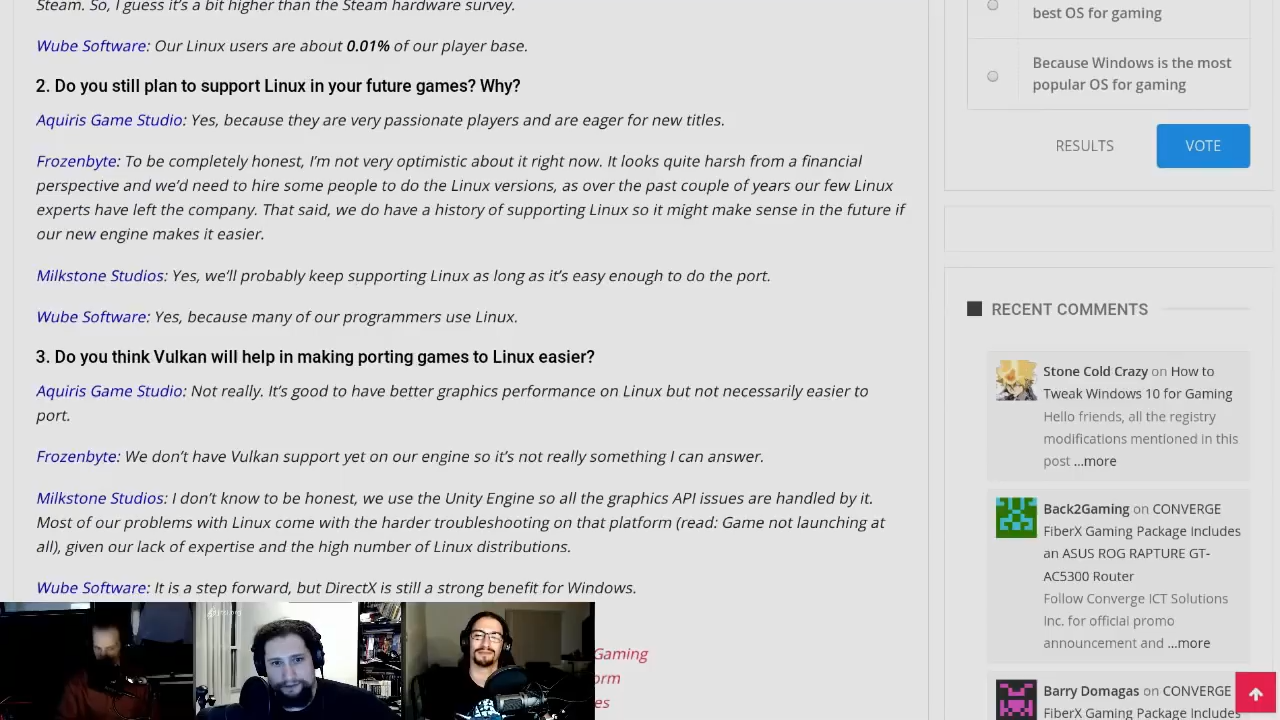 Steam. So, I guess it's a bit higher than the Steam hardware survey.
Wube Software: Our Linux users are about 0.01% of our player base.
2. Do you still plan to support Linux in your future games? Why?
Aquiris Game Studio: Yes, because they are very passionate players and are eager for new titles.
Frozenbyte: To be completely honest, I'm not very optimistic about it right now. It looks quite harsh from a financial
perspective and we'd need to hire some people to do the Linux versions, as over the past couple of years our few Linux
experts have left the company. That said, we do have a history of supporting Linux so it might make sense in the future if
our new engine makes it easier.
Milkstone Studios: Yes, we'll probably keep supporting Linux as long as it's easy enough to do the port.
Wube Software: Yes, because many of our programmers use Linux.
3. Do you think Vulkan will help in making porting games to Linux easier?
Aquiris Game Studio: Not really. It's good to have better graphics performance on Linux but not necessarily easier to
port.
Frozenbyte: We don't have Vulkan support yet on our engine so it's not really something I can answer.
Milkstone Studios: I don't know to be honest, we use the Unity Engine so all the graphics API issues are handled by it.
Most of our problems with Linux come with the harder troubleshooting on that platform (read: Game not launching at
all), given our lack of expertise and the high number of Linux distributions.
Wube Software: It is a step forward, but DirectX is still a strong benefit for Windows.
Gaming
orm
es
best OS for gaming
Because Windows is the most
popular OS for gaming
RESULTS
VOTE
RECENT COMMENTS
Stone Cold Crazy on How to
Tweak Windows 10 for Gaming
Hello friends, all the registry
modifications mentioned in this
post ...more
Back2Gaming on CONVERGE
FiberX Gaming Package Includes
an ASUS ROG RAPTURE GT-
AC5300 Router
Follow Converge ICT Solutions
Inc. for official promo
announcement and ...more
Barry Domagas on CONVERGE
FiberX Gaming Package Includes